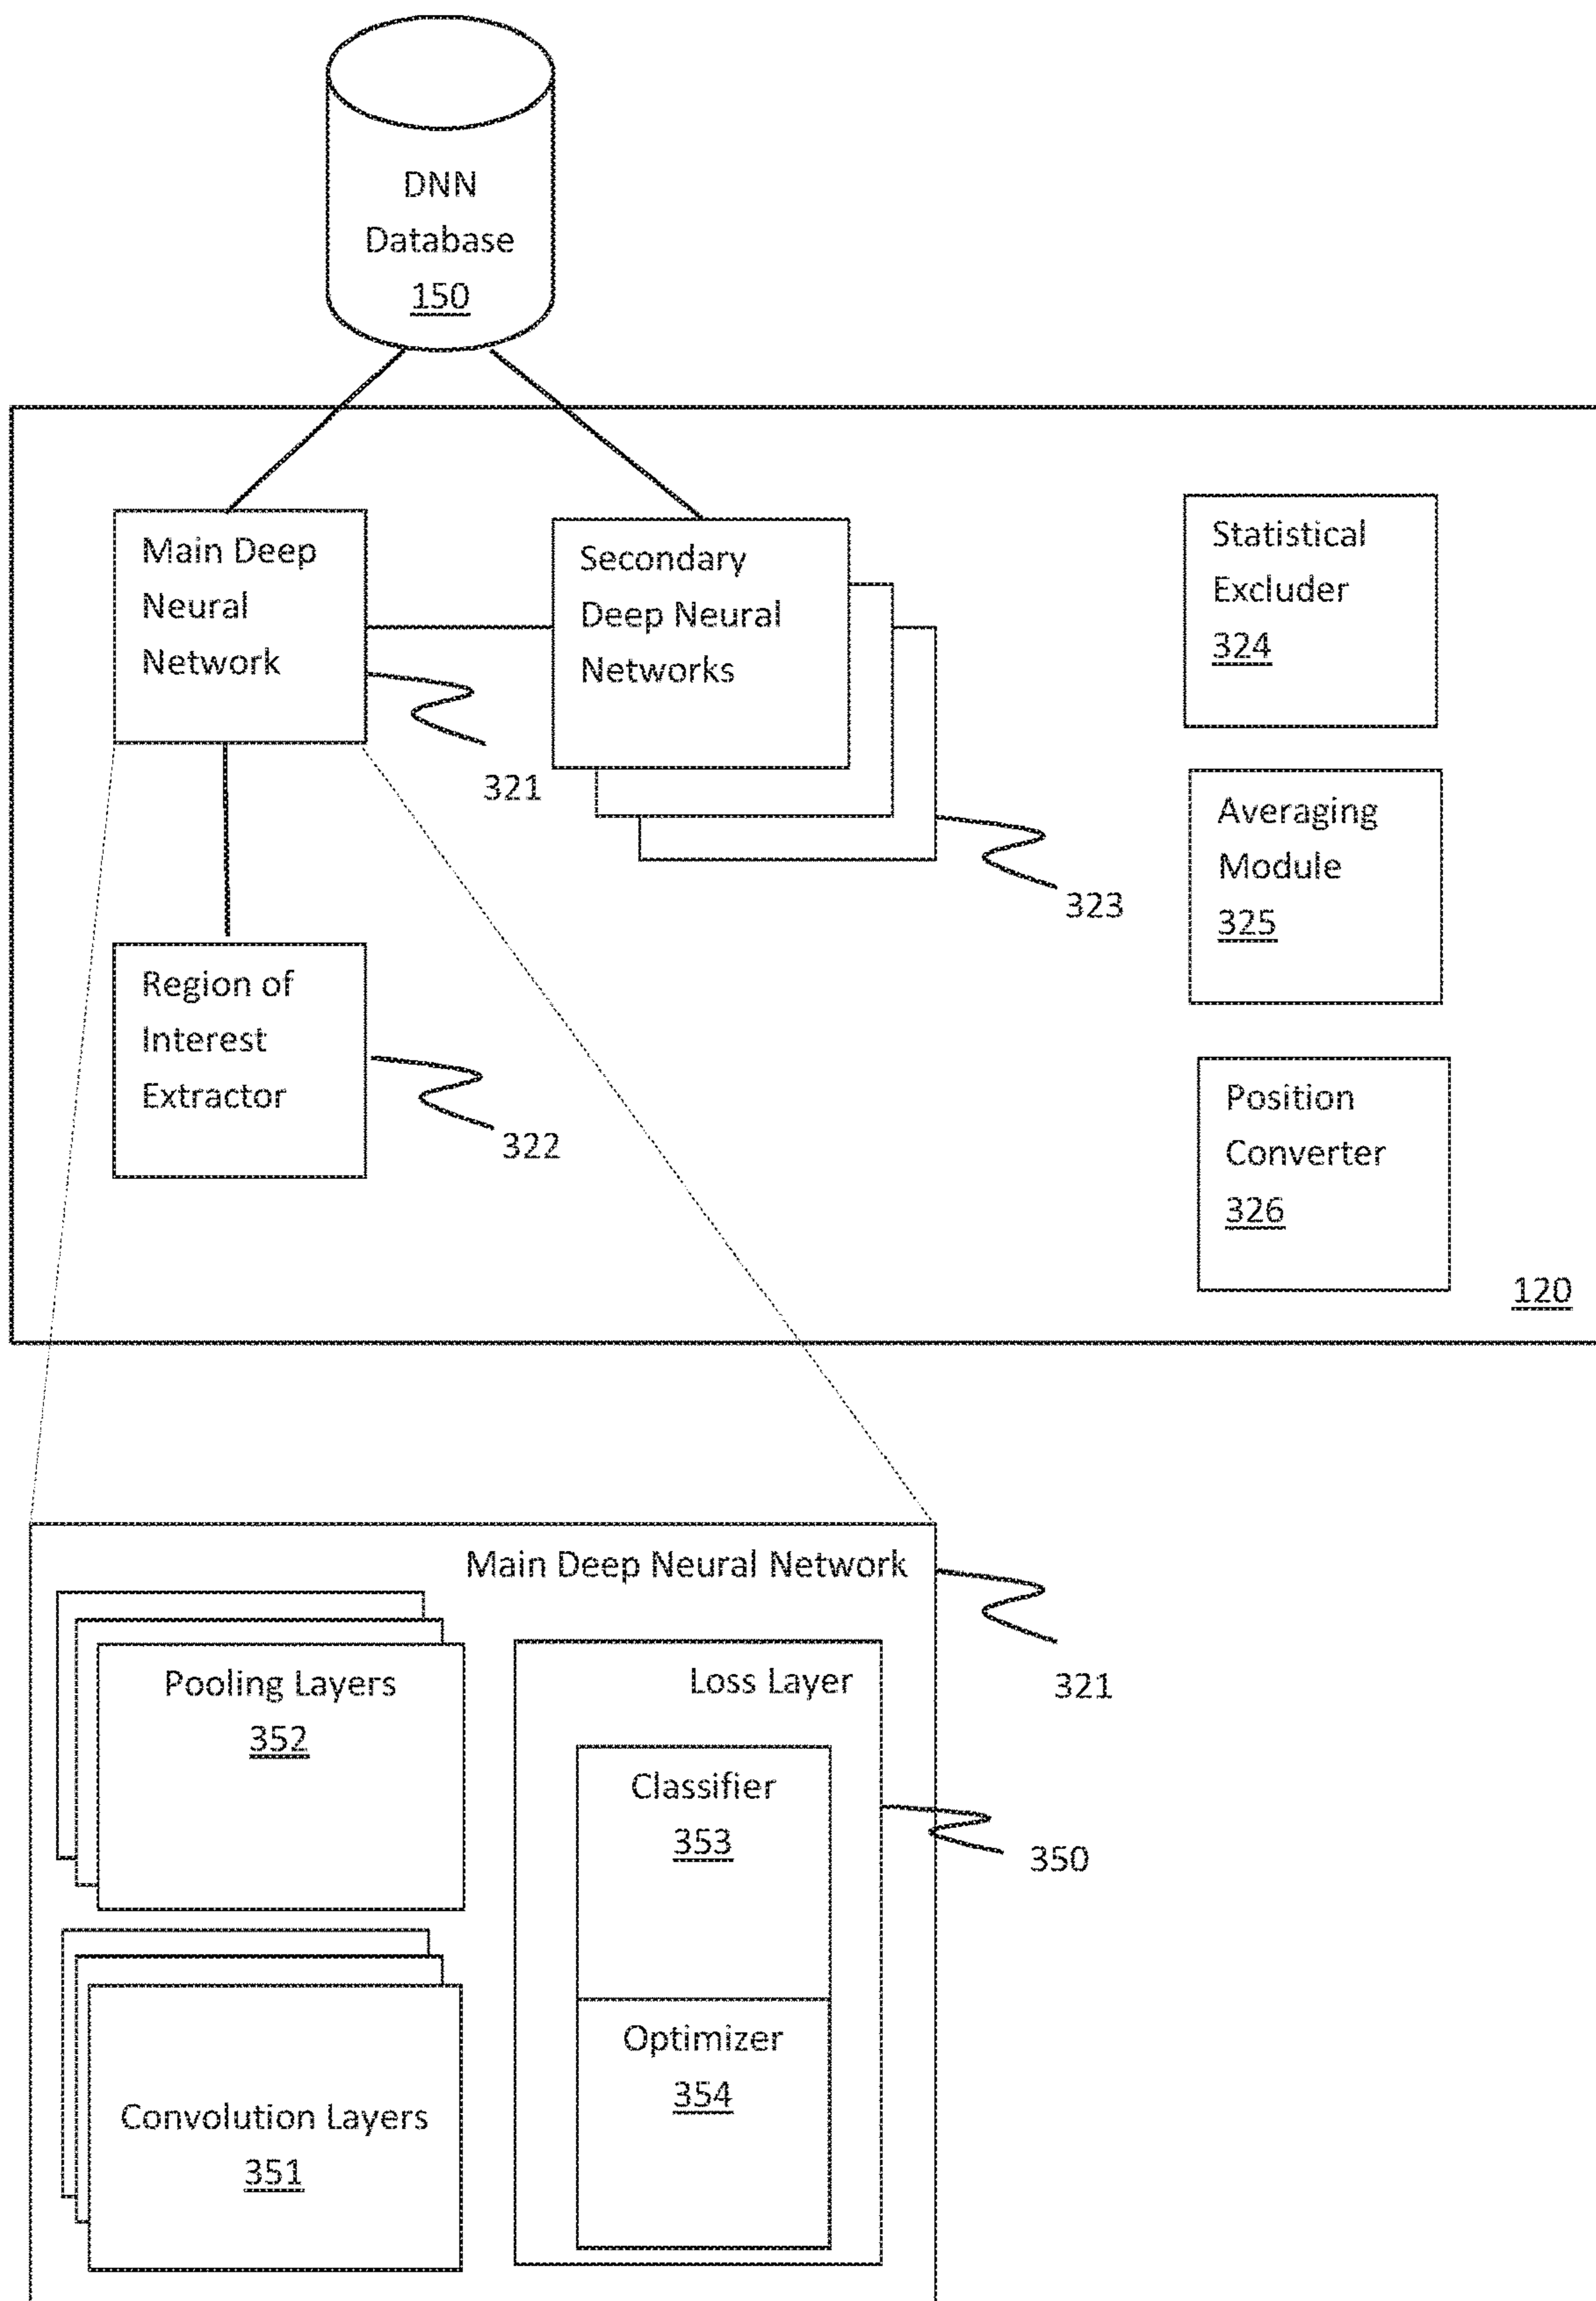 DNN
Database
150
Main Deep
Neural
Network
321
Secondary
Deep Neural
Networks
323
Statistical
Excluder
324
Averaging
Module
325
Region of
Interest
Extractor
322
Position
Converter
326
120
Main Deep Neural Network
321
Pooling Layers
352
Loss Layer
350
Classifier
353
Optimizer
354
Convolution Layers
351